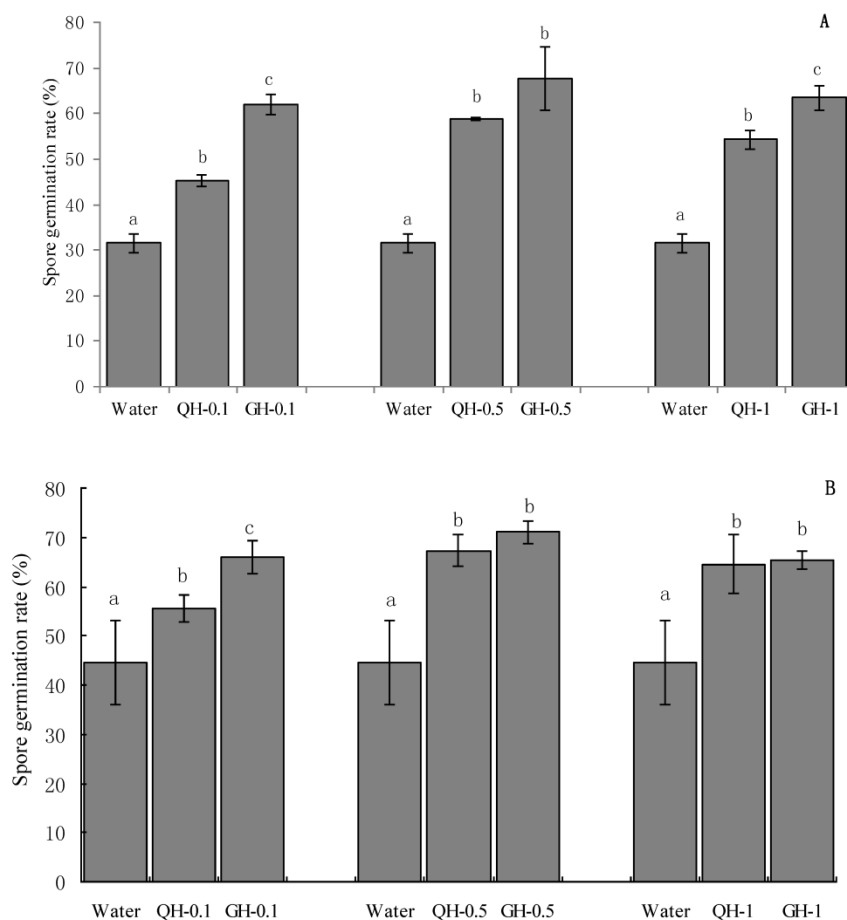 A
80
70
60
50
40
30
20
10
0
Spore germination rate (%)
a
b
c
a
b
b
a
b
c
Water QH-0.1 GH-0.1 Water QH-0.5 GH-0.5 Water QH-1 GH-1
B
80
70
60
50
40
30
20
10
0
Spore germination rate (%)
a
b
c
a
b
b
a
b
b
Water QH-0.1 GH-0.1 Water QH-0.5 GH-0.5 Water QH-1 GH-1